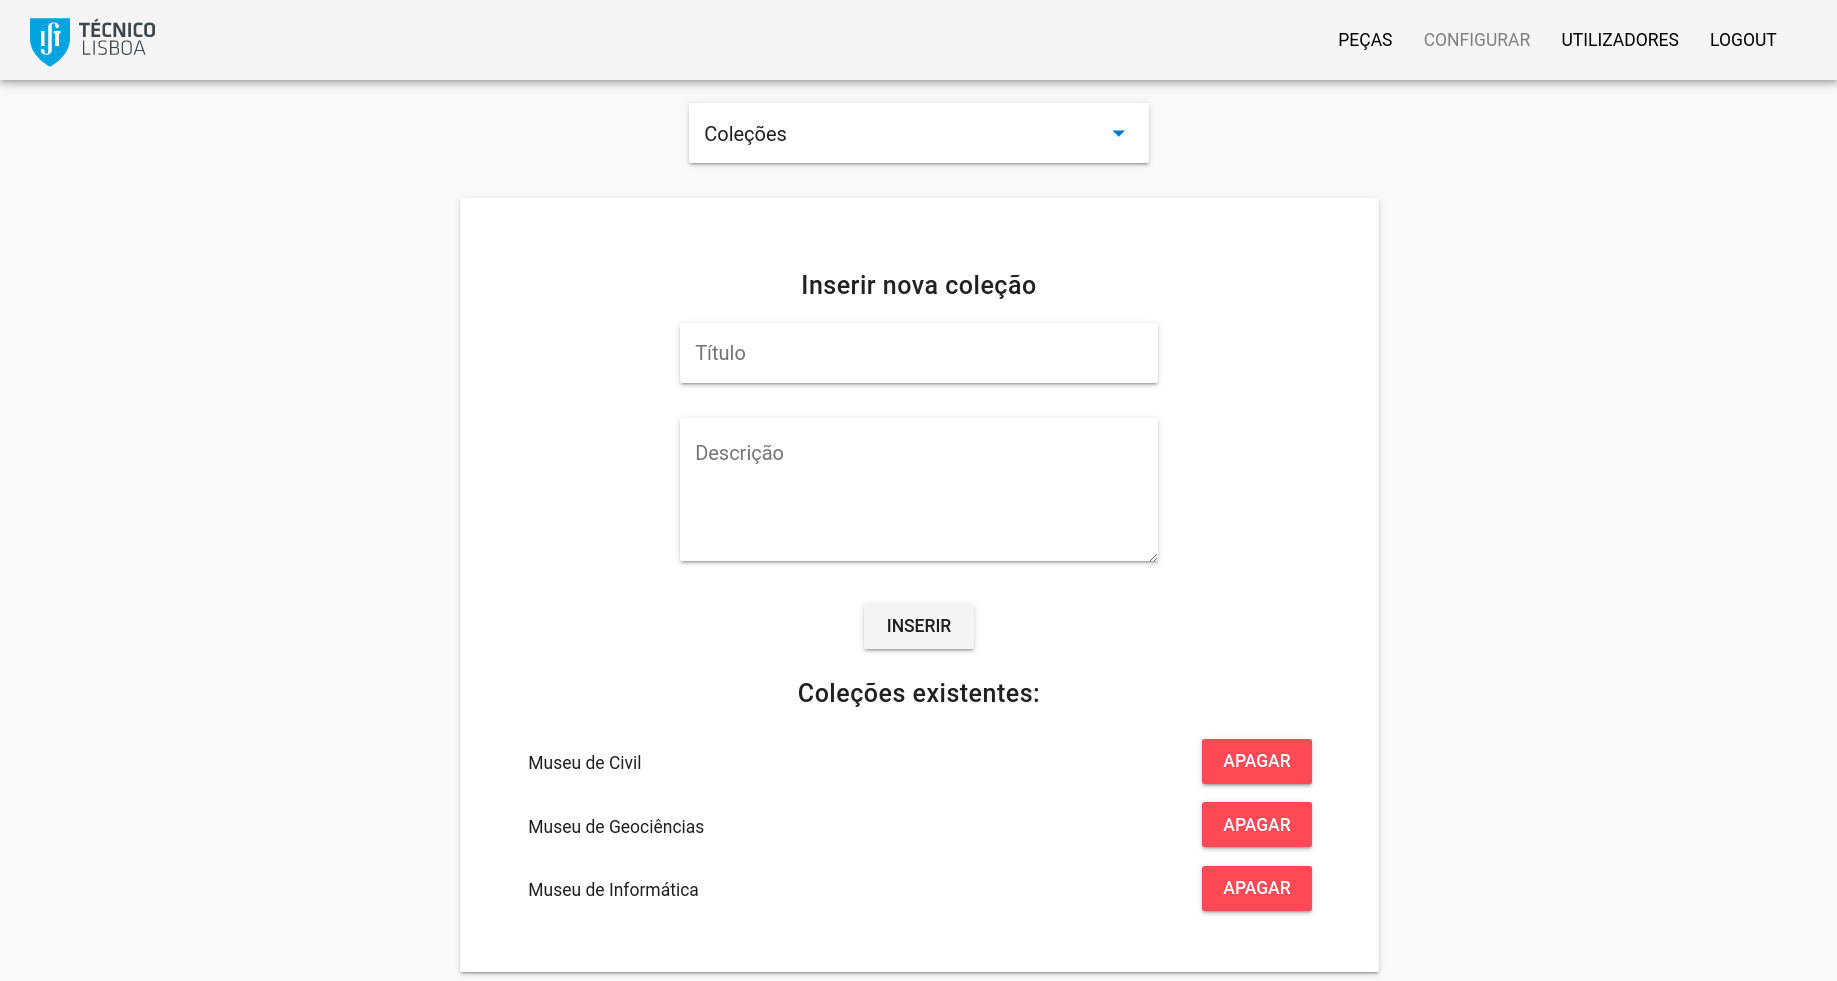 TÉCNICO
LISBOA
PEÇAS CONFIGURAR UTILIZADORES LOGOUT
Coleções
Inserir nova coleção
Título
Descrição
INSERIR
Coleções existentes:
Museu de Civil APAGAR
Museu de Geociências APAGAR
Museu de Informática APAGAR